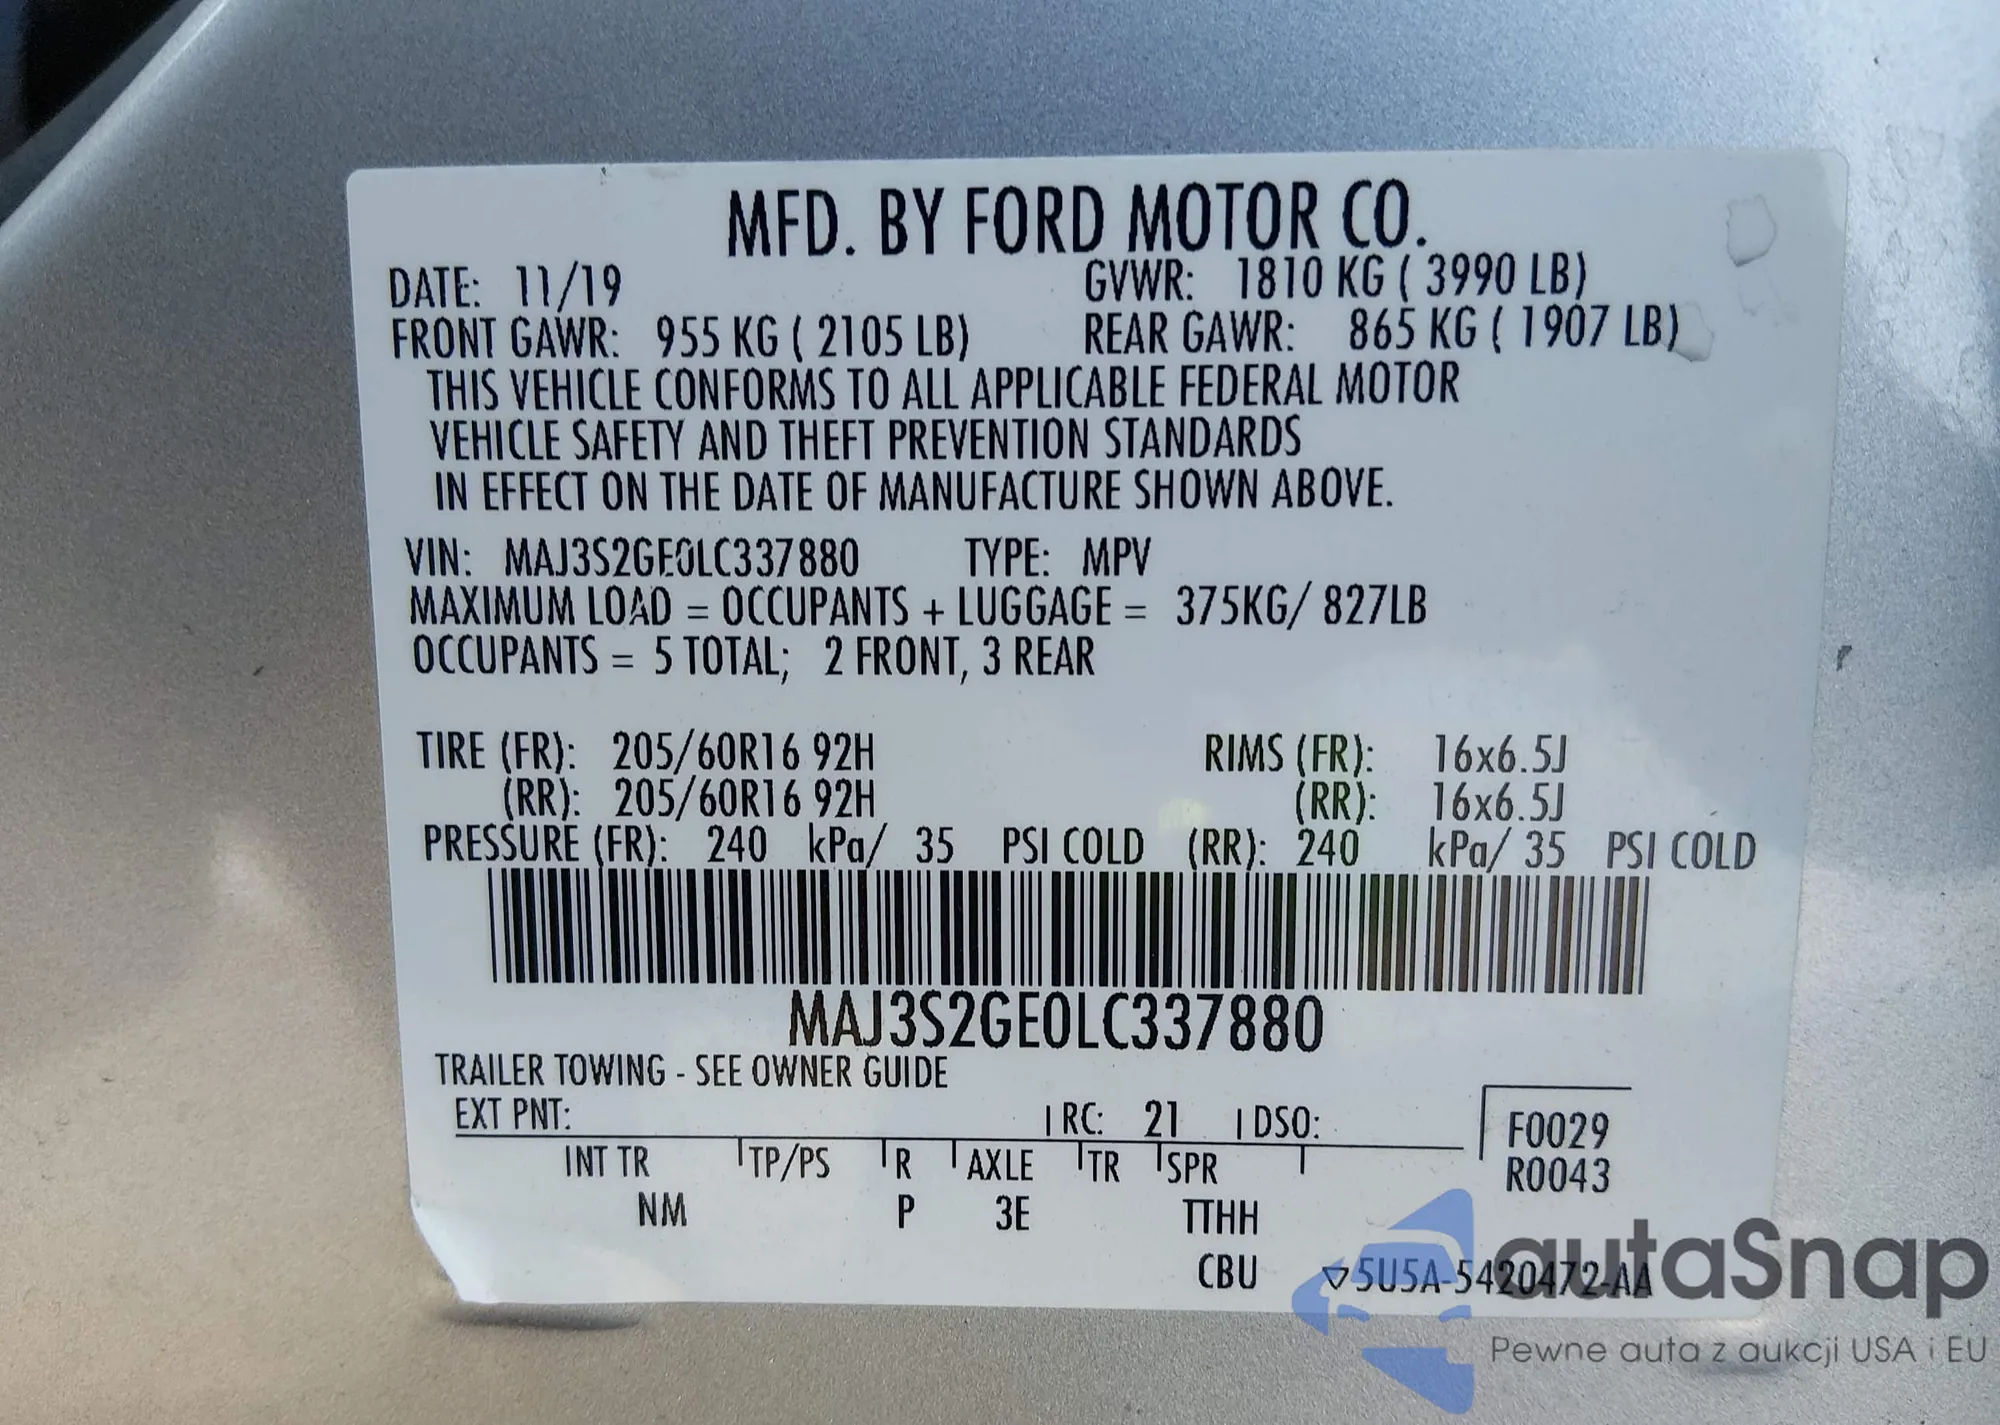 MFD. BY FORD MOTOR CO.
DATE: 11/19 GVWR: 1810 KG ( 3990 LB)
FRONT GAWR: 955 KG ( 2105 LB) REAR GAWR: 865 KG ( 1907 LB)
THIS VEHICLE CONFORMS TO ALL APPLICABLE FEDERAL MOTOR
VEHICLE SAFETY AND THEFT PREVENTION STANDARDS
IN EFFECT ON THE DATE OF MANUFACTURE SHOWN ABOVE.
VIN: MAJ3S2GE0LC337880 TYPE: MPV
MAXIMUM LOAD = OCCUPANTS + LUGGAGE = 375KG/ 827LB
OCCUPANTS = 5 TOTAL; 2 FRONT, 3 REAR
TIRE (FR): 205/60R16 92H RIMS (FR): 16x6.5J
(RR): 205/60R16 92H (RR): 16x6.5J
PRESSURE (FR): 240 kPa/ 35 PSI COLD (RR): 240 kPa/ 35 PSI COLD
MAJ3S2GE0LC337880
TRAILER TOWING - SEE OWNER GUIDE
EXT PNT: RC: 21 DSO: F0029
R0043
INT TR TP/PS R AXLE TR SPR
NM P 3E TTHH
CBU ▽5U5A-5420472-AA
autaSnap
Pewne auta z aukcji USA i EU